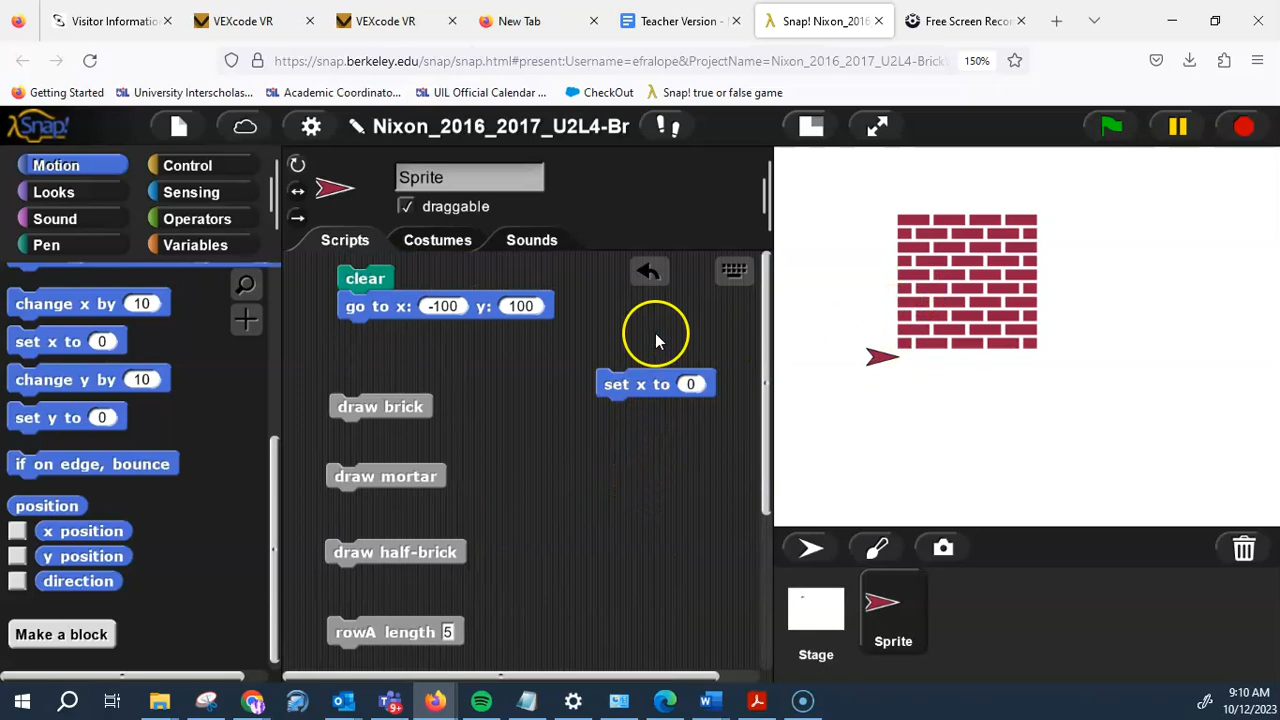 Visitor Information
VEXcode VR
VEXcode VR
New Tab
Teacher Version -
Snap! Nixon_2016
Free Screen Reco
https://snap.berkeley.edu/snap/snap.html#present:Username=efralope&ProjectName=Nixon_2016_2017_U2L4-Brick
150%
Getting Started
University Interscholas...
Academic Coordinato...
UIL Official Calendar ...
CheckOut
Snap! true or false game
Snap!
Nixon_2016_2017_U2L4-Br
Motion
Control
Looks
Sensing
Sound
Operators
Pen
Variables
Sprite
draggable
Scripts
Costumes
Sounds
change x by 10
set x to 0
change y by 10
set y to 0
if on edge, bounce
position
x position
y position
direction
Make a block
clear
go to x: -100 y: 100
set x to 0
draw brick
draw mortar
draw half-brick
rowA length 5
Stage
Sprite
9:10 AM
10/12/2023